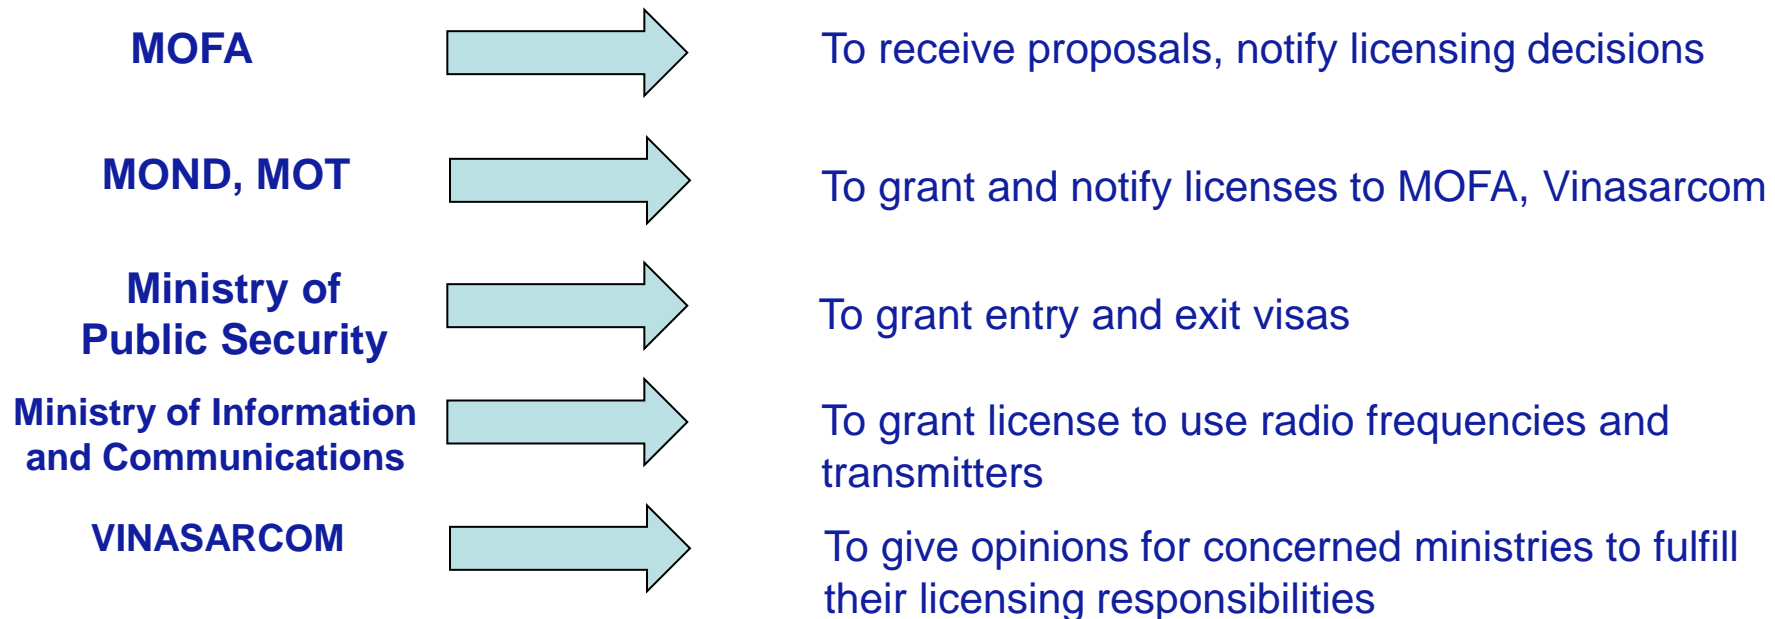 MOFA
To receive proposals, notify licensing decisions
MOND, MOT
To grant and notify licenses to MOFA, Vinasarcom
Ministry of
Public Security
To grant entry and exit visas
Ministry of Information
and Communications
To grant license to use radio frequencies and
transmitters
VINASARCOM
To give opinions for concerned ministries to fulfill
their licensing responsibilities